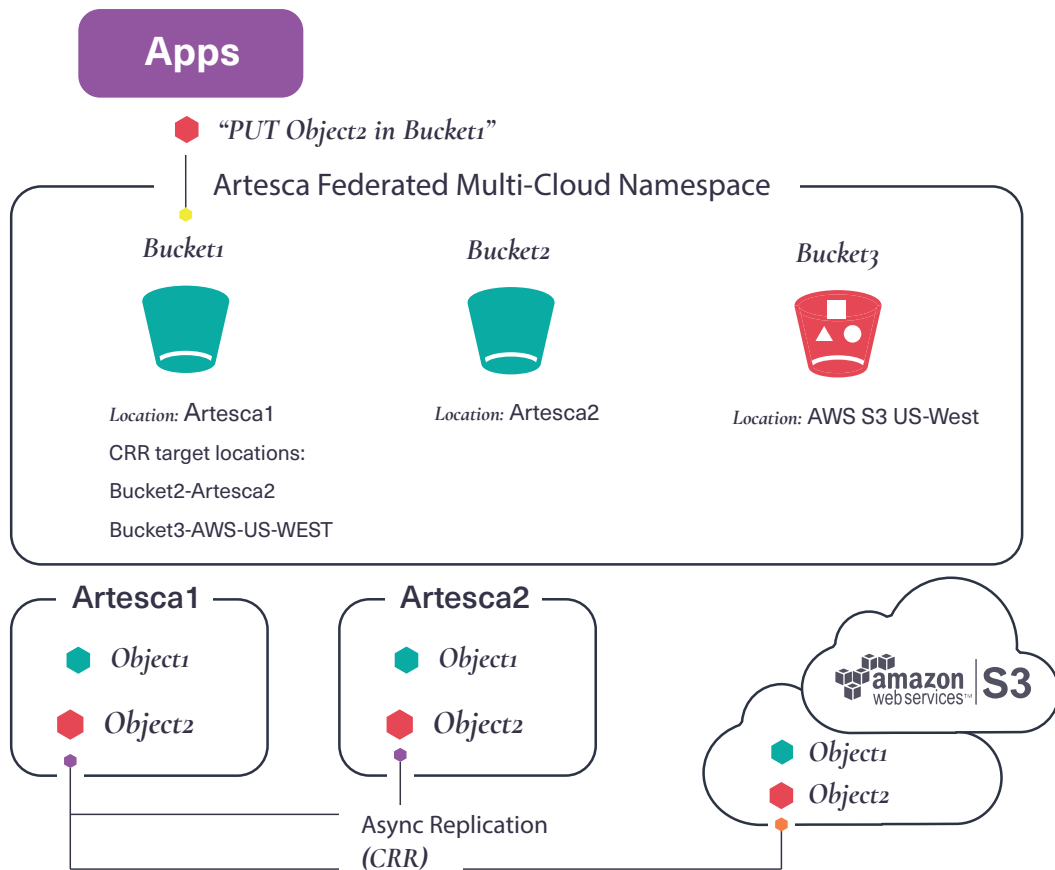 Apps
“PUT Object2 in Bucket1”
Artesca Federated Multi-Cloud Namespace
Bucket1
Bucket2
Bucket3
Location: Artesca1
CRR target locations:
Bucket2-Artesca2
Bucket3-AWS-US-WEST
Location: Artesca2
Location: AWS S3 US-West
Artesca1
Object1
Object2
Artesca2
Object1
Object2
amazon
webservices™
S3
Object1
Object2
Async Replication
(CRR)